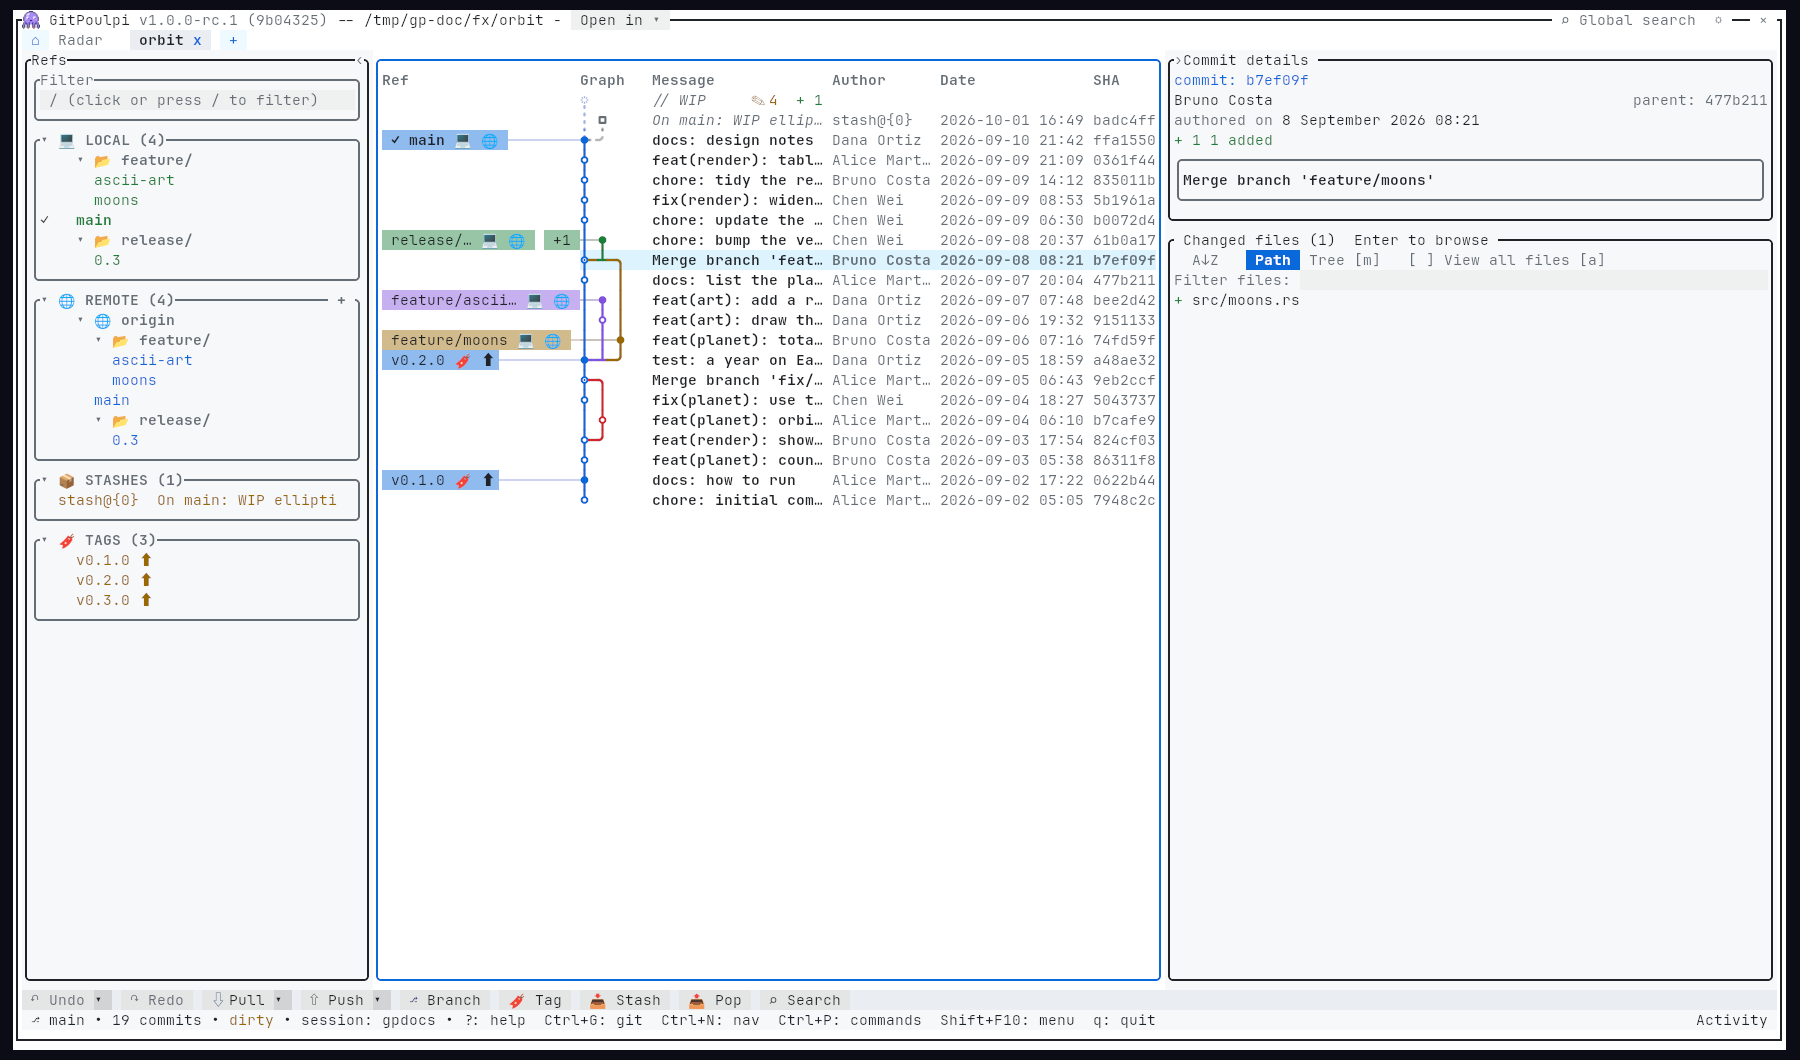 GitPoulpi v1.0.0-rc.1 (9b04325) -- /tmp/gp-doc/fx/orbit - Open in ▾ ⌕ Global search ☼ ×
⌂ Radar orbit x +
Refs ‹
Filter
/ (click or press / to filter)
▾ LOCAL (4)
▾ feature/
ascii-art
moons
✓ main
▾ release/
0.3
▾ REMOTE (4) +
▾ origin
▾ feature/
ascii-art
moons
main
▾ release/
0.3
▾ STASHES (1)
stash@{0} On main: WIP ellipti
▾ TAGS (3)
v0.1.0 ⬆
v0.2.0 ⬆
v0.3.0 ⬆
Ref Graph Message Author Date SHA
// WIP ✎ 4 + 1
On main: WIP ellip… stash@{0} 2026-10-01 16:49 badc4ff
✓ main docs: design notes Dana Ortiz 2026-09-10 21:42 ffa1550
feat(render): tabl… Alice Mart… 2026-09-09 21:09 0361f44
chore: tidy the re… Bruno Costa 2026-09-09 14:12 835011b
fix(render): widen… Chen Wei 2026-09-09 08:53 5b1961a
chore: update the … Chen Wei 2026-09-09 06:30 b0072d4
release/… +1 chore: bump the ve… Chen Wei 2026-09-08 20:37 61b0a17
Merge branch 'feat… Bruno Costa 2026-09-08 08:21 b7ef09f
docs: list the pla… Alice Mart… 2026-09-07 20:04 477b211
feature/ascii… feat(art): add a r… Dana Ortiz 2026-09-07 07:48 bee2d42
feat(art): draw th… Dana Ortiz 2026-09-06 19:32 9151133
feature/moons feat(planet): tota… Bruno Costa 2026-09-06 07:16 74fd59f
v0.2.0 ⬆ test: a year on Ea… Dana Ortiz 2026-09-05 18:59 a48ae32
Merge branch 'fix/… Alice Mart… 2026-09-05 06:43 9eb2ccf
fix(planet): use t… Chen Wei 2026-09-04 18:27 5043737
feat(planet): orbi… Alice Mart… 2026-09-04 06:10 b7cafe9
feat(render): show… Bruno Costa 2026-09-03 17:54 824cf03
feat(planet): coun… Bruno Costa 2026-09-03 05:38 86311f8
v0.1.0 ⬆ docs: how to run Alice Mart… 2026-09-02 17:22 0622b44
chore: initial com… Alice Mart… 2026-09-02 05:05 7948c2c
›Commit details
commit: b7ef09f
Bruno Costa parent: 477b211
authored on 8 September 2026 08:21
+ 1 1 added
Merge branch 'feature/moons'
Changed files (1) Enter to browse
A↓Z Path Tree [m] [ ] View all files [a]
Filter files:
+ src/moons.rs
Undo ▾ Redo Pull ▾ Push ▾ Branch Tag Stash Pop Search
main • 19 commits • dirty • session: gpdocs • ?: help Ctrl+G: git Ctrl+N: nav Ctrl+P: commands Shift+F10: menu q: quit Activity